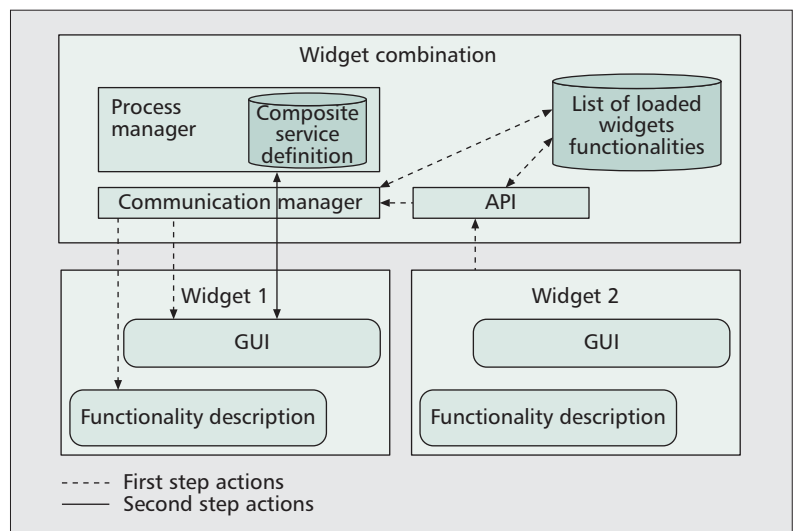 Widget combination
Process
manager
Composite
service
definition
List of loaded
widgets
functionalities
Communication manager
API
Widget 1
GUI
Functionality description
Widget 2
GUI
Functionality description
First step actions
Second step actions